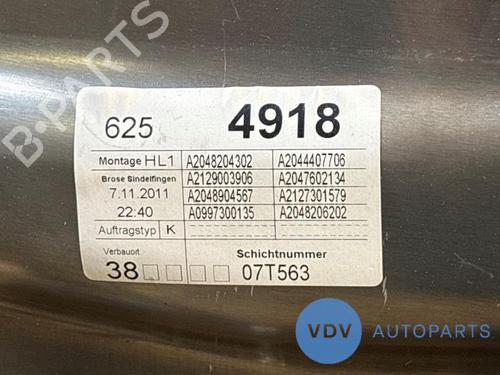 625 4918
Montage HL1 A2048204302 A2044407706
Brose Sindelfingen A2129003906 A2047602134
7.11.2011 A2048904567 A2127301579
22:40 A0997300135 A2048206202
Auftragstyp K
Verbauort Schichtnummer
38 07T563
B-PARTS
VDV AUTOPARTS